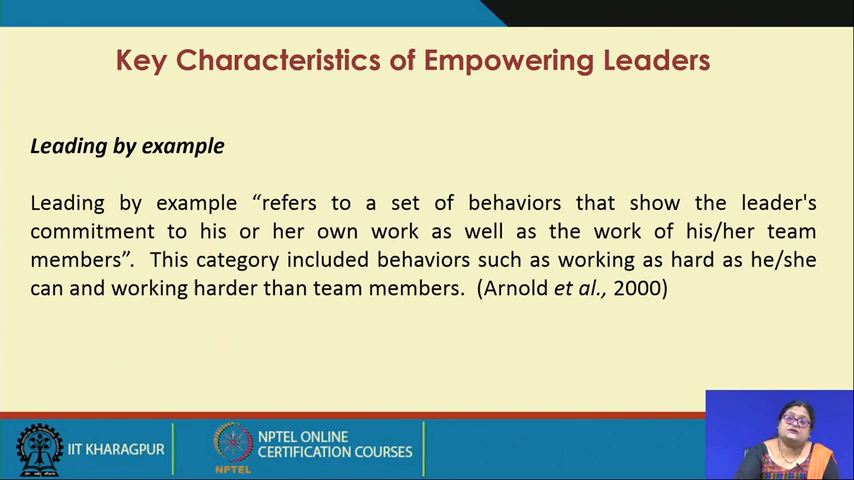 Key Characteristics of Empowering Leaders
Leading by example
Leading by example “refers to a set of behaviors that show the leader's
commitment to his or her own work as well as the work of his/her team
members”. This category included behaviors such as working as hard as he/she
can and working harder than team members. (Arnold et al., 2000)
IIT KHARAGPUR
NPTEL
NPTEL ONLINE
CERTIFICATION COURSES